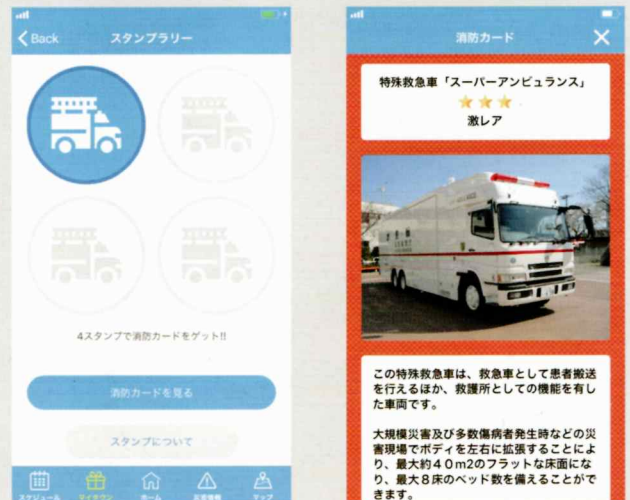 Back
スタンプラリー
4スタンプで消防カードをゲット!!
消防カードを見る
スタンプについて
スケジュール
マイタウン
ホーム
災害情報
マップ
消防カード
特殊救急車「スーパーアンビュランス」
激レア
この特殊救急車は、救急車として患者搬送
を行えるほか、救護所としての機能を有し
た車両です。
大規模災害及び多数傷病者発生時などの災
害現場でボディを左右に拡張することによ
り、最大約40m2のフラットな床面にな
り、最大8床のベッド数を備えることがで
きます。